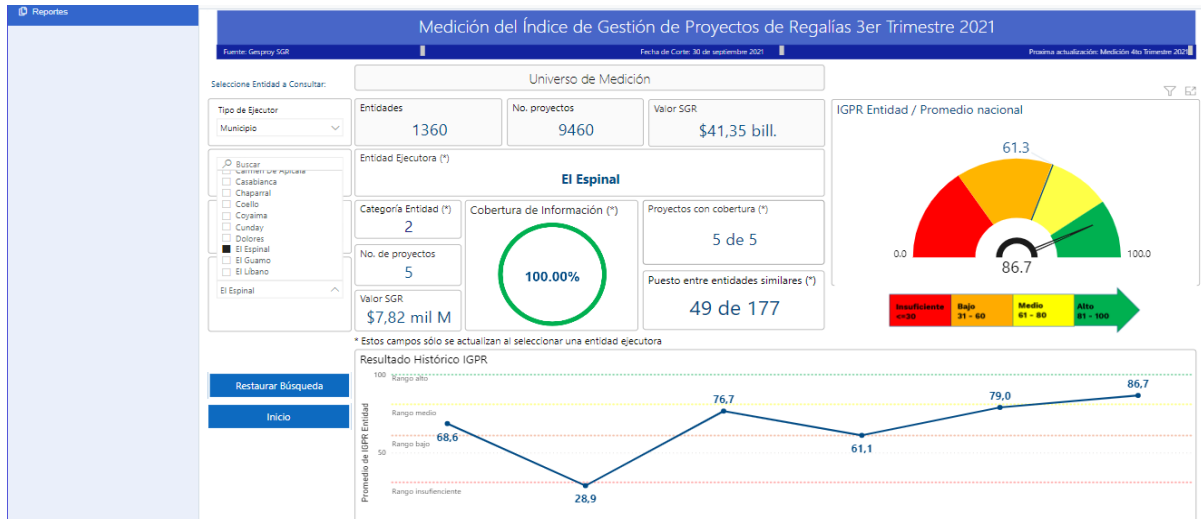 Reportes
Medición del Índice de Gestión de Proyectos de Regalías 3er Trimestre 2021
Fuente: Gesproy SGR
Fecha de Corte: 30 de septiembre 2021
Proxima actualización: Medición 4to Trimestre 2021
Seleccione Entidad a Consultar:
Universo de Medición
Tipo de Ejecutor
Municipio
Entidades
1360
No. proyectos
9460
Valor SGR
$41,35 bill.
IGPR Entidad / Promedio nacional
61.3
0.0
86.7
100.0
Buscar
Carmen De Apicalá
Casabianca
Chaparral
Coello
Coyaima
Cunday
Dolores
El Espinal
El Guamo
El Líbano
El Espinal
Entidad Ejecutora (*)
El Espinal
Categoría Entidad (*)
2
No. de proyectos
5
Valor SGR
$7,82 mil M
Cobertura de Información (*)
100.00%
Proyectos con cobertura (*)
5 de 5
Puesto entre entidades similares (*)
49 de 177
Insuficiente
<=30
Bajo
31 - 60
Medio
61 - 80
Alto
81 - 100
* Estos campos sólo se actualizan al seleccionar una entidad ejecutora
Restaurar Búsqueda
Inicio
Resultado Histórico IGPR
Promedio de IGPR Entidad
100
50
Rango alto
Rango medio
Rango bajo
Rango insufienciente
68,6
28,9
76,7
61,1
79,0
86,7